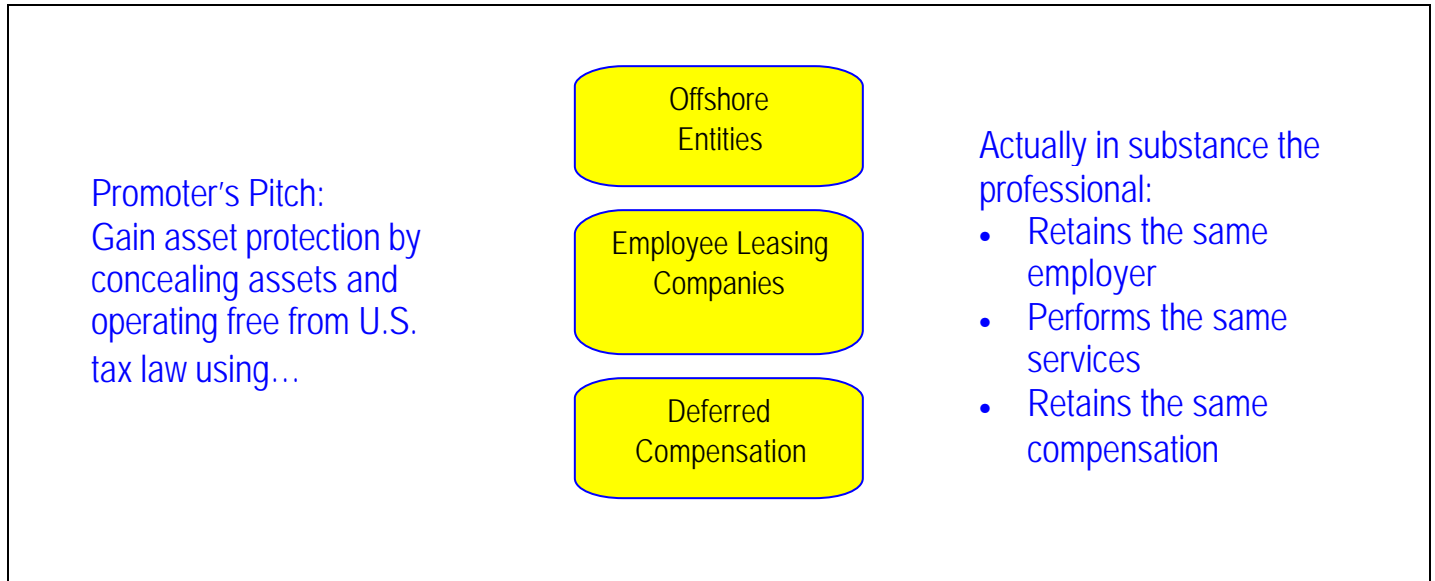 Promoter's Pitch:
Gain asset protection by
concealing assets and
operating free from U.S.
tax law using…
Offshore
Entities
Employee Leasing
Companies
Deferred
Compensation
Actually in substance the
professional:
• Retains the same
employer
• Performs the same
services
• Retains the same
compensation